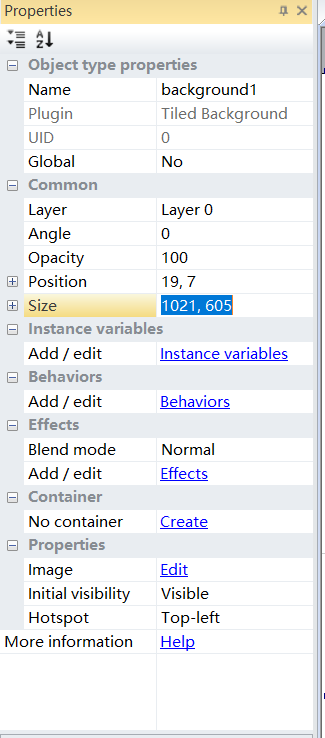 Properties
Object type properties
Name background1
Plugin Tiled Background
UID 0
Global No
Common
Layer Layer 0
Angle 0
Opacity 100
Position 19, 7
Size 1021, 605
Instance variables
Add / edit Instance variables
Behaviors
Add / edit Behaviors
Effects
Blend mode Normal
Add / edit Effects
Container
No container Create
Properties
Image Edit
Initial visibility Visible
Hotspot Top-left
More information Help